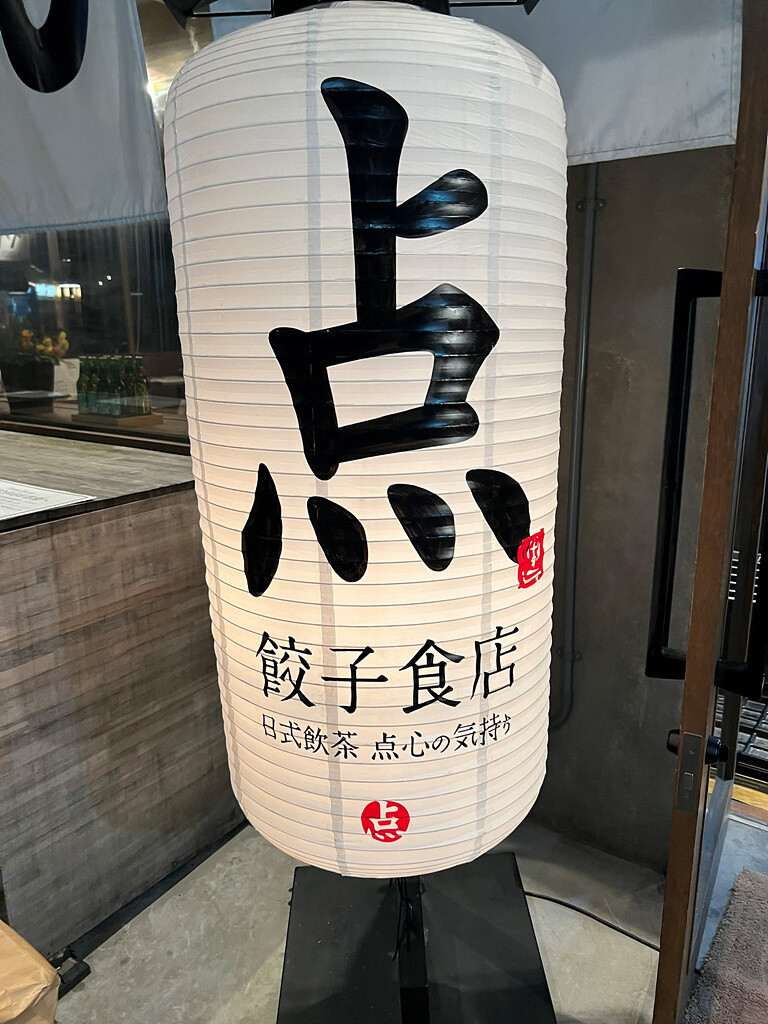 点
餃子食店
日式飲茶 点心の気持ち
点